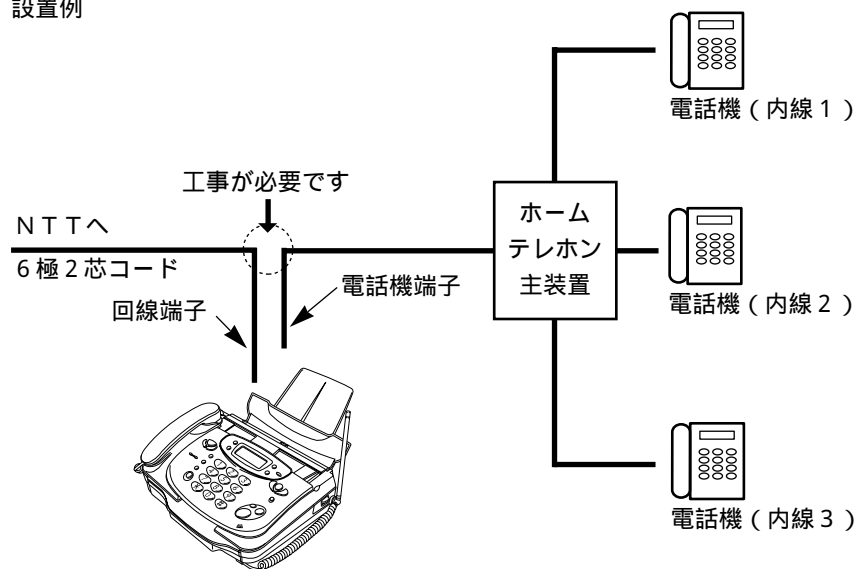 設置例
電話機（内線１）
工事が必要です
ＮＴＴへ
６極２芯コード
回線端子
電話機端子
ホーム
テレホン
主装置
電話機（内線２）
電話機（内線３）